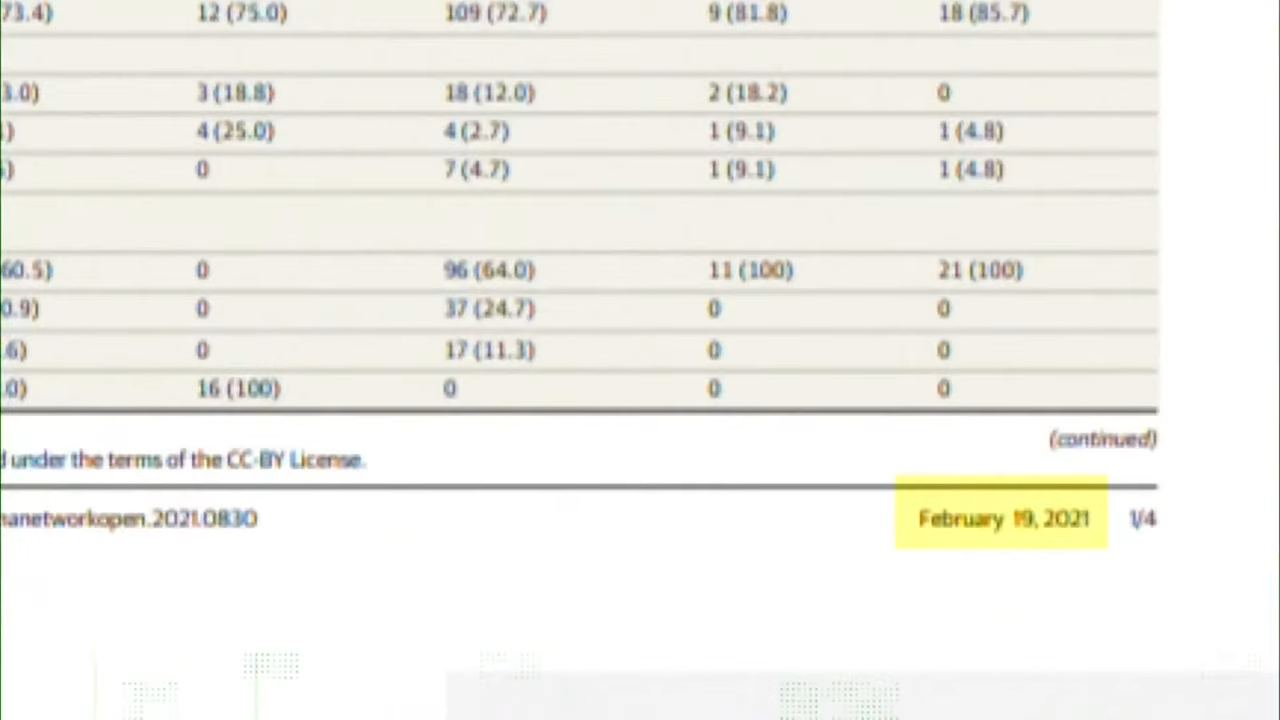 73.4) 12 (75.0) 109 (72.7) 9 (81.8) 18 (85.7)
3.0) 3 (18.8) 18 (12.0) 2 (18.2) 0
) 4 (25.0) 4 (2.7) 1 (9.1) 1 (4.8)
) 0 7 (4.7) 1 (9.1) 1 (4.8)
60.5) 0 96 (64.0) 11 (100) 21 (100)
0.9) 0 37 (24.7) 0 0
.6) 0 17 (11.3) 0 0
.0) 16 (100) 0 0 0
(continued)
d under the terms of the CC-BY License.
manetworkopen.2021.0830 February 19, 2021 1/4